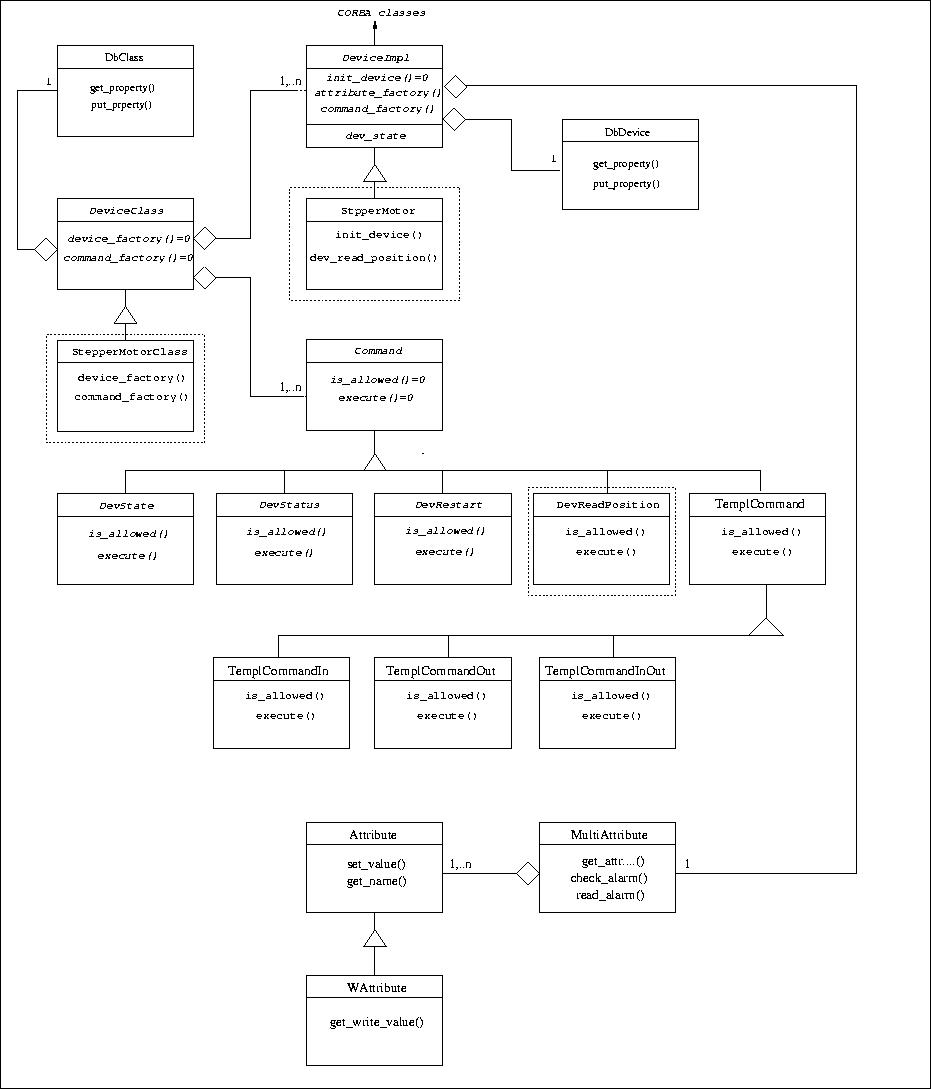 CORBA classes
DbClass
get_property()
put_prperty()
1
DeviceImpl
init_device()=0
attribute_factory()
command_factory()
dev_state
1,..n
DbDevice
get_property()
put_property()
1
DeviceClass
device_factory()=0
command_factory()=0
StpperMotor
init_device()
dev_read_position()
StepperMotorClass
device_factory()
command_factory()
Command
is_allowed()=0
execute()=0
1,..n
DevState
is_allowed()
execute()
DevStatus
is_allowed()
execute()
DevRestart
is_allowed()
execute()
DevReadPosition
is_allowed()
execute()
TemplCommand
is_allowed()
execute()
TemplCommandIn
is_allowed()
execute()
TemplCommandOut
is_allowed()
execute()
TemplCommandInOut
is_allowed()
execute()
Attribute
set_value()
get_name()
1,..n
MultiAttribute
get_attr....()
check_alarm()
read_alarm()
1
WAttribute
get_write_value()